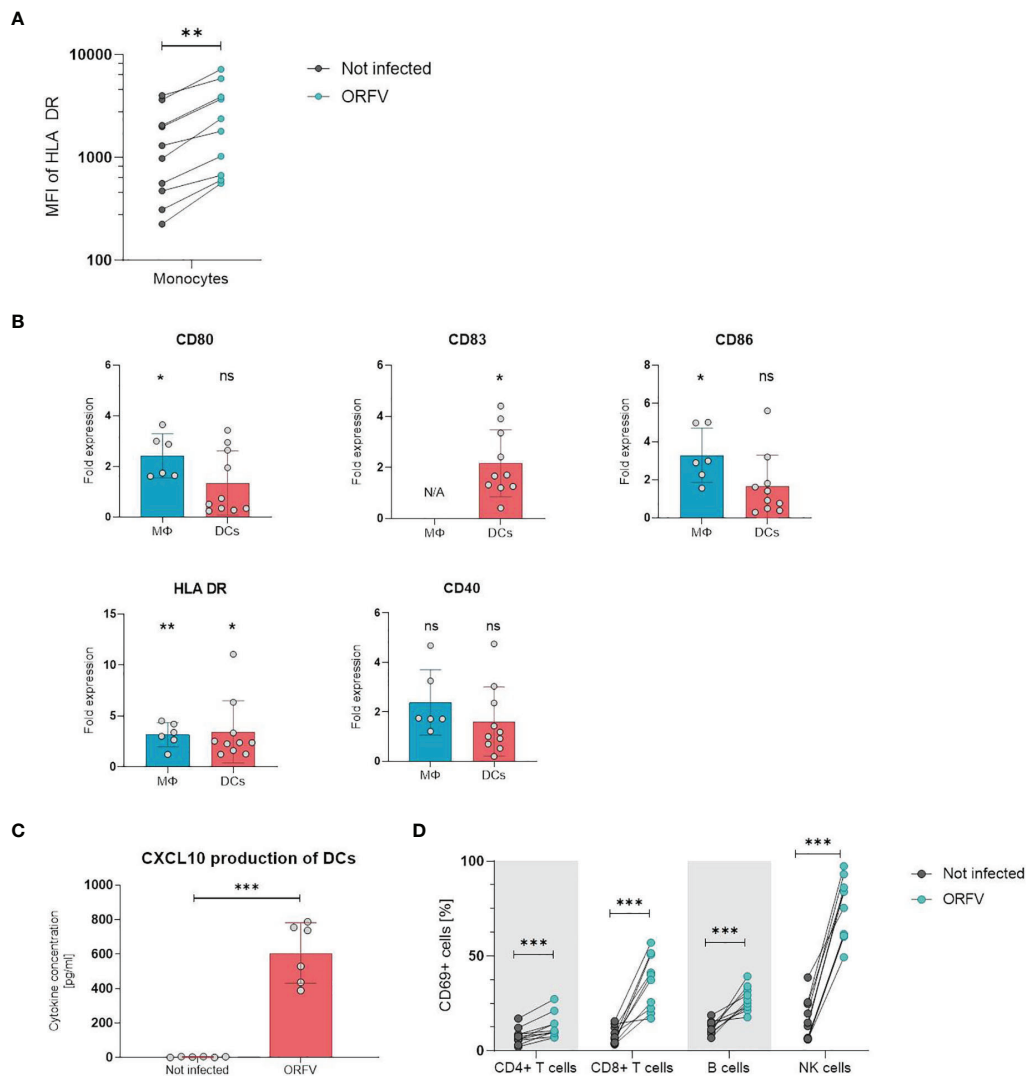 A
**
10000
1000
100
MFI of HLA DR
Monocytes
Not infected
ORFV
B
CD80
Fold expression
6
4
2
0
*
ns
MΦ
DCs
CD83
Fold expression
6
4
2
0
N/A
*
MΦ
DCs
CD86
Fold expression
8
6
4
2
0
*
ns
MΦ
DCs
HLA DR
Fold expression
15
10
5
0
**
*
MΦ
DCs
CD40
Fold expression
6
4
2
0
ns
ns
MΦ
DCs
C
CXCL10 production of DCs
Cytokine concentration
[pg/ml]
1000
800
600
400
200
0
***
Not infected
ORFV
D
CD69+ cells [%]
100
50
0
***
***
***
***
CD4+ T cells
CD8+ T cells
B cells
NK cells
Not infected
ORFV